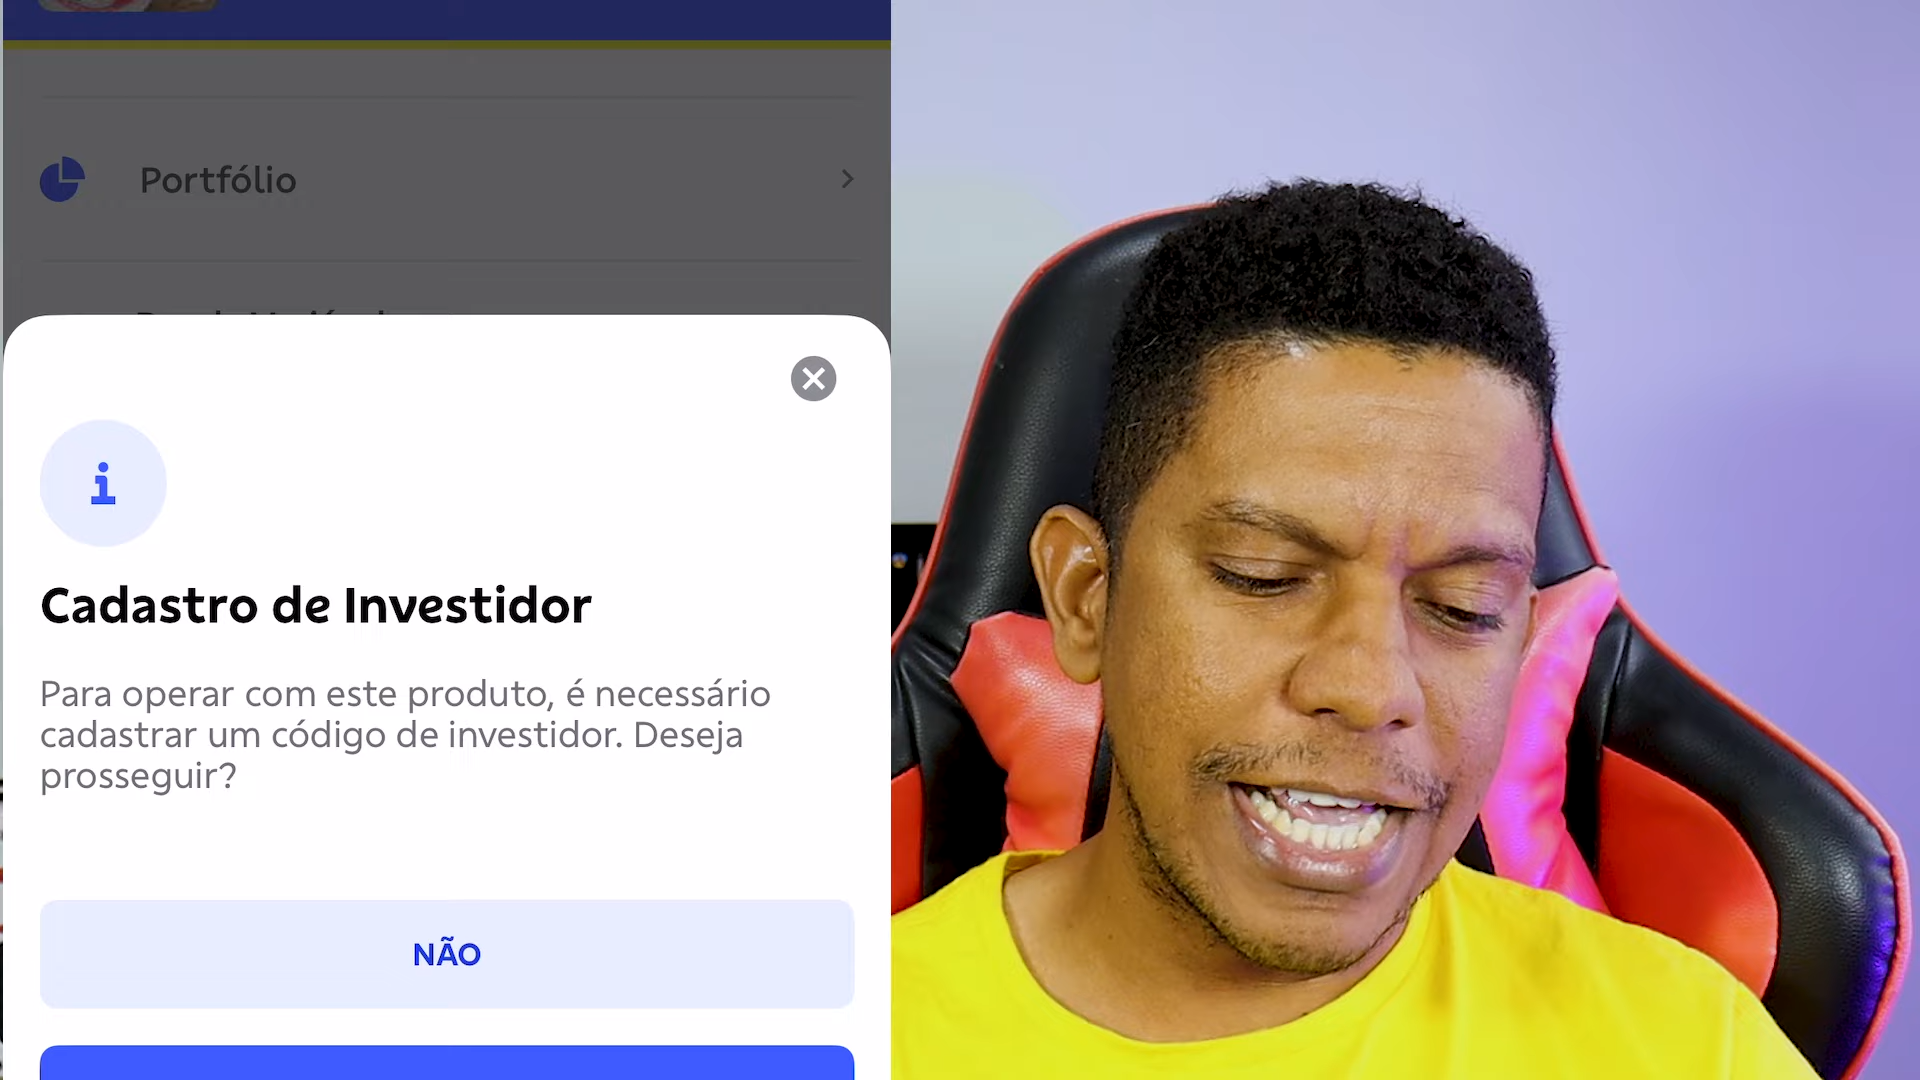 Portfólio
Cadastro de Investidor
Para operar com este produto, é necessário
cadastrar um código de investidor. Deseja
prosseguir?
NÃO